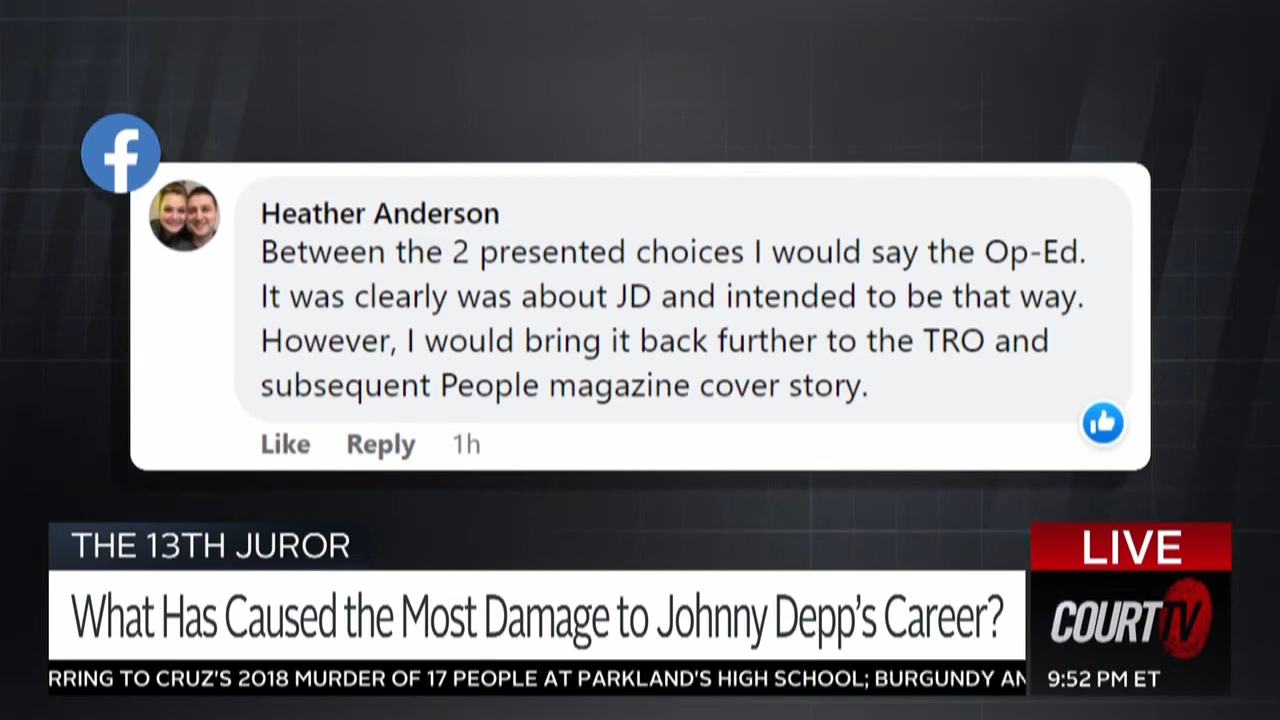 f
Heather Anderson
Between the 2 presented choices I would say the Op-Ed.
It was clearly was about JD and intended to be that way.
However, I would bring it back further to the TRO and
subsequent People magazine cover story.
Like Reply 1h
THE 13TH JUROR
LIVE
What Has Caused the Most Damage to Johnny Depp's Career?
COURT TV
RRING TO CRUZ'S 2018 MURDER OF 17 PEOPLE AT PARKLAND'S HIGH SCHOOL; BURGUNDY AN
9:52 PM ET